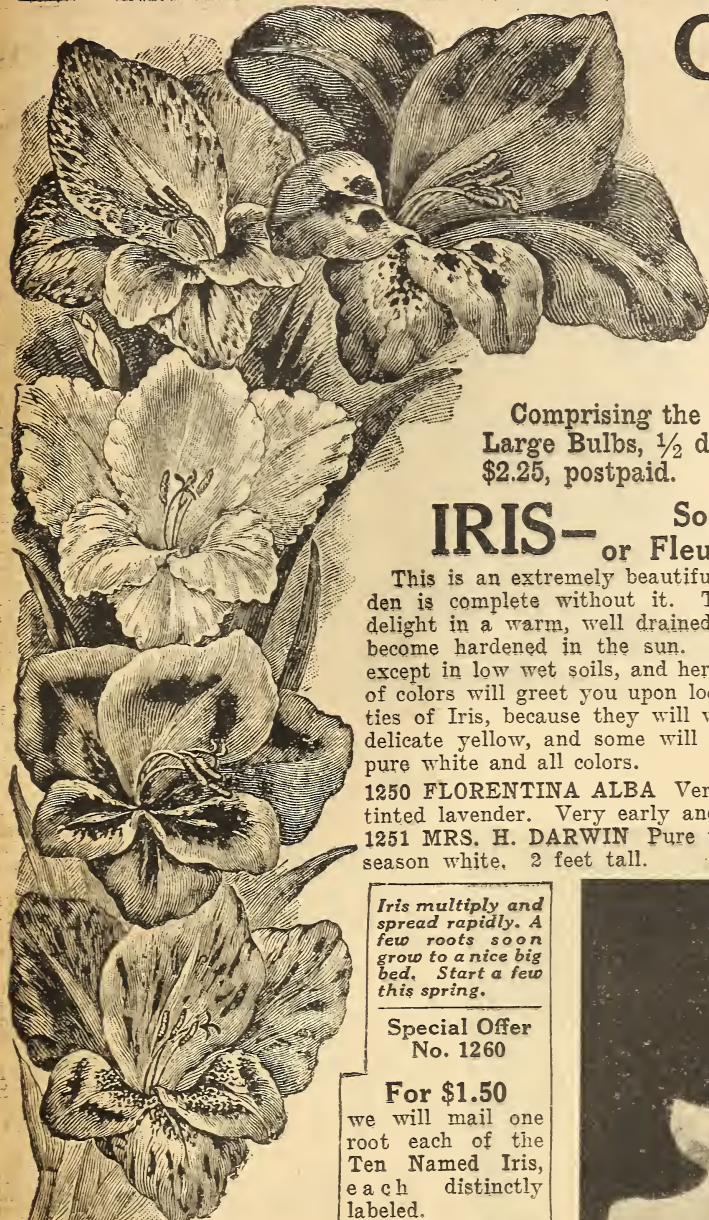 Comprising the
Large Bulbs, ½ d
$2.25, postpaid.
IRIS— So
or Fleu
This is an extremely beautifu
den is complete without it. T
delight in a warm, well drained
become hardened in the sun.
except in low wet soils, and her
of colors will greet you upon loo
ties of Iris, because they will v
delicate yellow, and some will
pure white and all colors.
1250 FLORENTINA ALBA Ver
tinted lavender. Very early and
1251 MRS. H. DARWIN Pure
season white. 2 feet tall.
Iris multiply and
spread rapidly. A
few roots soon
grow to a nice big
bed. Start a few
this spring.
Special Offer
No. 1260
For $1.50
we will mail one
root each of the
Ten Named Iris,
each distinctly
labeled.